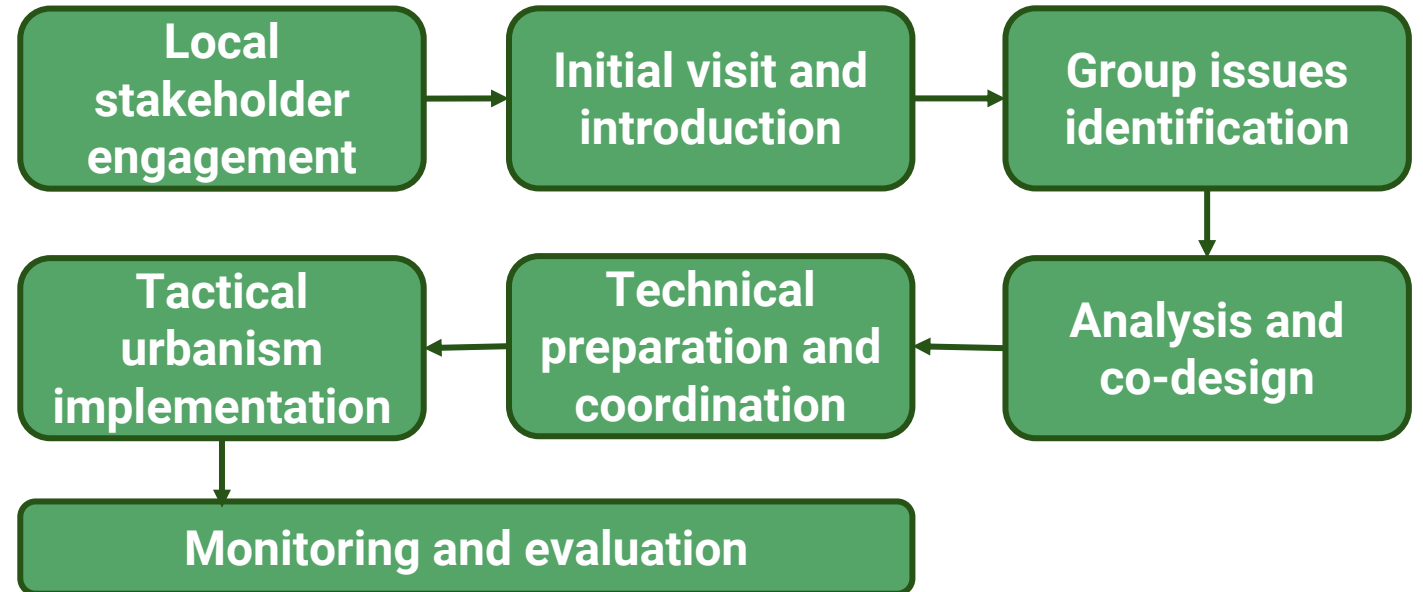 Local
stakeholder
engagement
Initial visit and
introduction
Group issues
identification
Analysis and
co-design
Technical
preparation and
coordination
Tactical
urbanism
implementation
Monitoring and evaluation